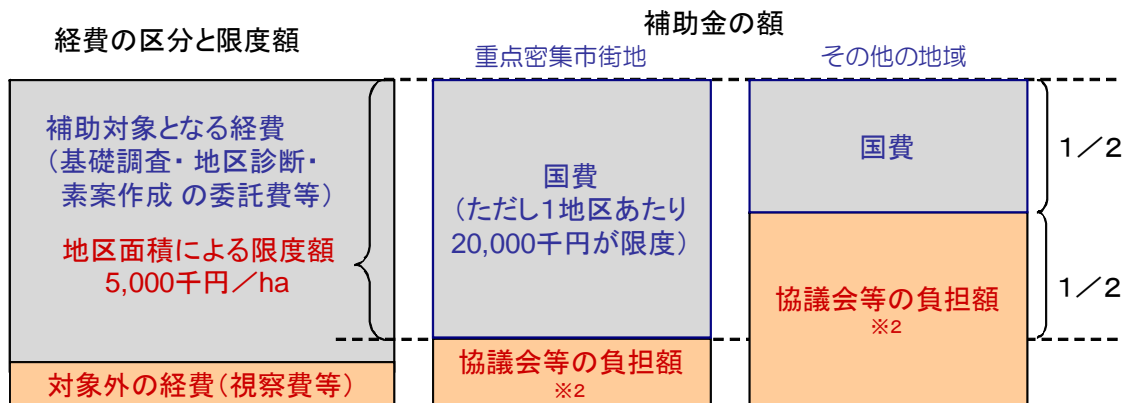 経費の区分と限度額
補助金の額
重点密集市街地
その他の地域
補助対象となる経費
(基礎調査・地区診断・
素案作成 の委託費等)
地区面積による限度額
5,000千円/ha
対象外の経費(視察費等)
国費
(ただし1地区あたり
20,000千円が限度)
協議会等の負担額
※2
国費
協議会等の負担額
※2
1/2
1/2